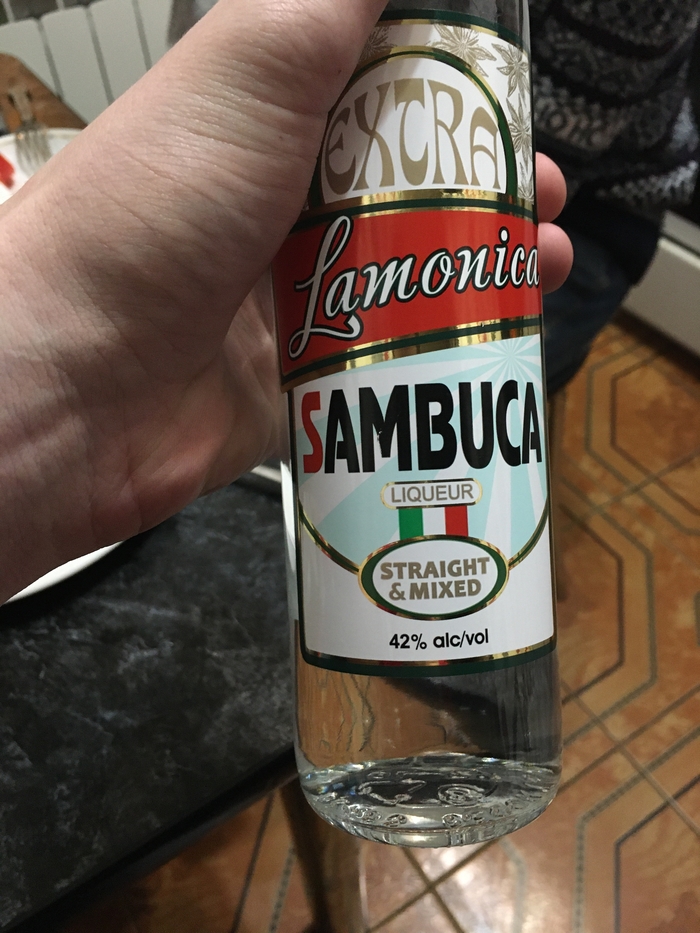 EXTRA
Lamonica
SAMBUCA
LIQUEUR
STRAIGHT
& MIXED
42% alc/vol